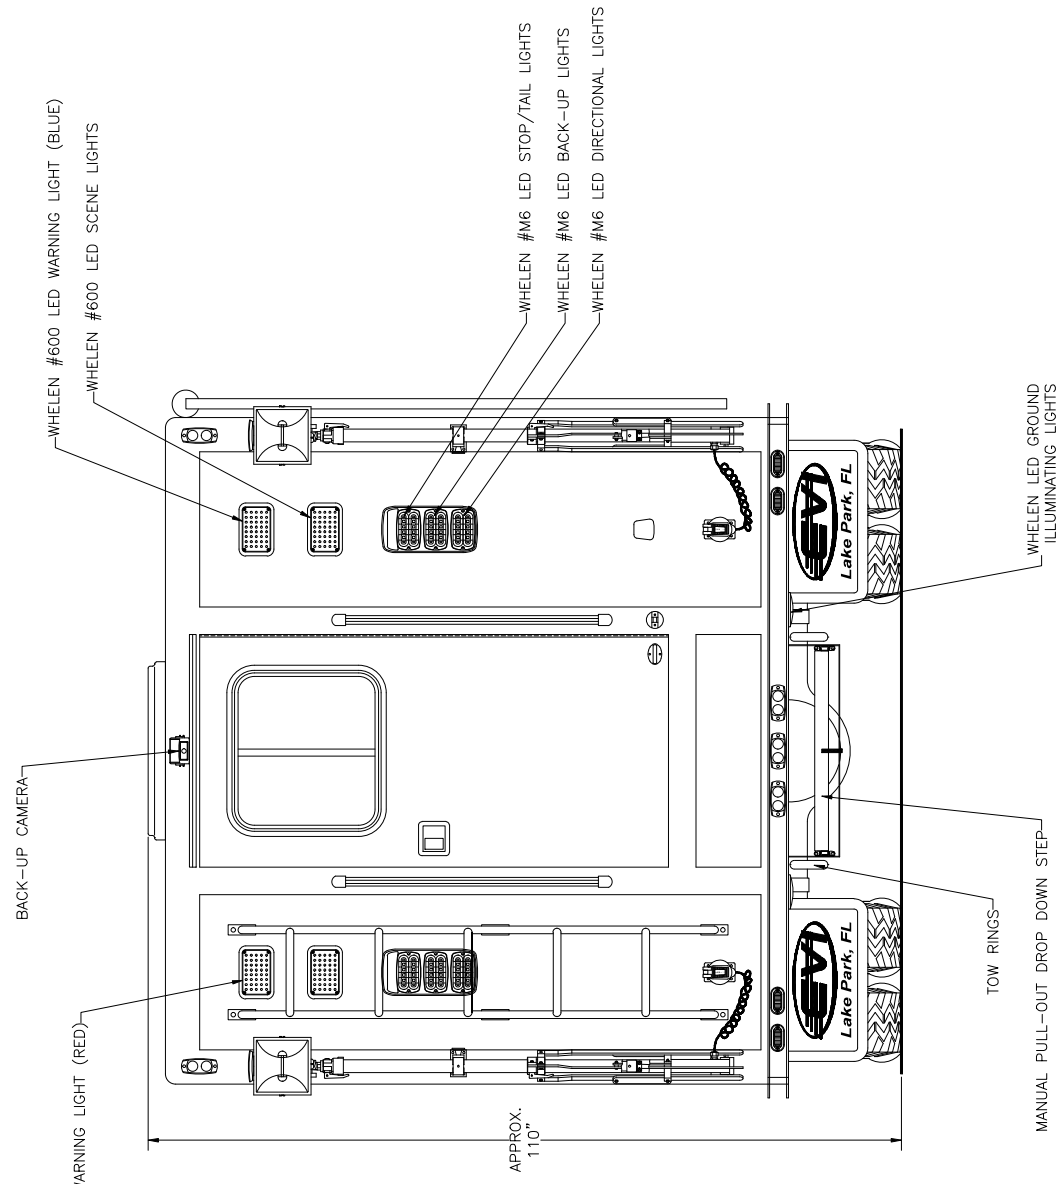 WHELEN #600 LED WARNING LIGHT (BLUE)
WHELEN #600 LED SCENE LIGHTS
WHELEN #M6 LED STOP/TAIL LIGHTS
WHELEN #M6 LED BACK-UP LIGHTS
WHELEN #M6 LED DIRECTIONAL LIGHTS
WHELEN LED GROUND
ILLUMINATING LIGHTS
BACK-UP CAMERA
EVI
Lake Park, FL
EVI
Lake Park, FL
MANUAL PULL-OUT DROP DOWN STEP
TOW RINGS
WARNING LIGHT (RED)
APPROX.
110"